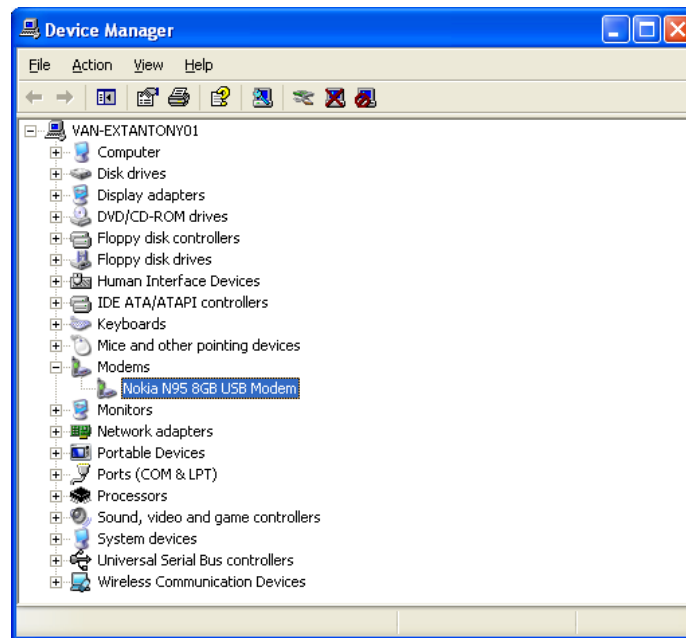 Device Manager
File Action View Help
VAN-EXTANTONY01
Computer
Disk drives
Display adapters
DVD/CD-ROM drives
Floppy disk controllers
Floppy disk drives
Human Interface Devices
IDE ATA/ATAPI controllers
Keyboards
Mice and other pointing devices
Modems
Nokia N95 8GB USB Modem
Monitors
Network adapters
Portable Devices
Ports (COM & LPT)
Processors
Sound, video and game controllers
System devices
Universal Serial Bus controllers
Wireless Communication Devices